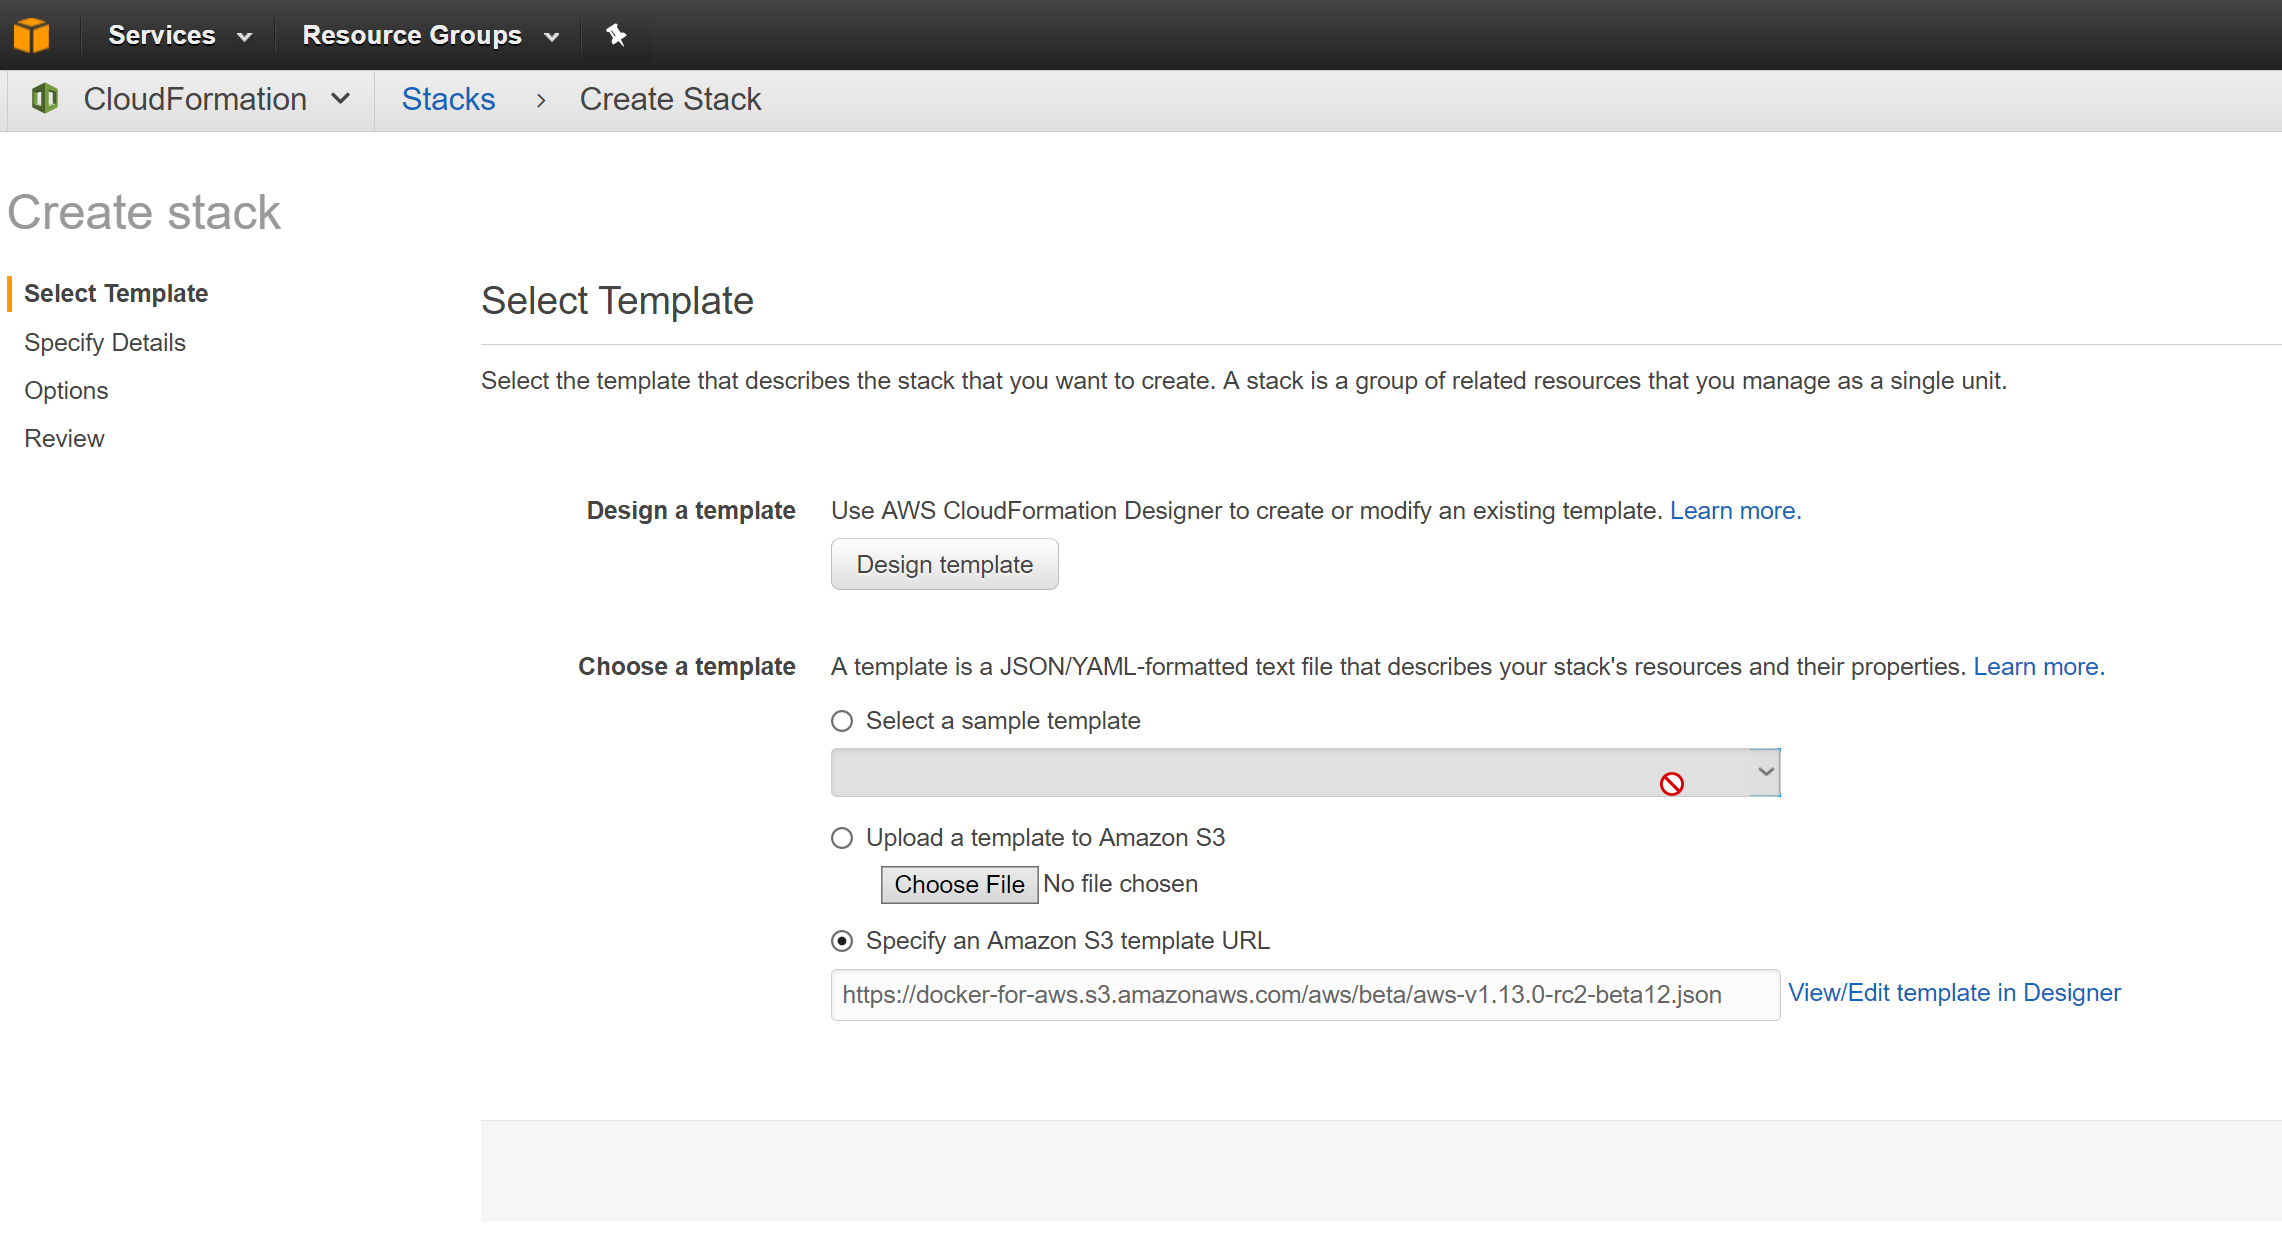 Services Resource Groups
CloudFormation Stacks > Create Stack
Create stack
Select Template
Specify Details
Options
Review
Select Template
Select the template that describes the stack that you want to create. A stack is a group of related resources that you manage as a single unit.
Design a template Use AWS CloudFormation Designer to create or modify an existing template. Learn more.
Design template
Choose a template A template is a JSON/YAML-formatted text file that describes your stack's resources and their properties. Learn more.
Select a sample template
Upload a template to Amazon S3
Choose File No file chosen
Specify an Amazon S3 template URL
https://docker-for-aws.s3.amazonaws.com/aws/beta/aws-v1.13.0-rc2-beta12.json View/Edit template in Designer